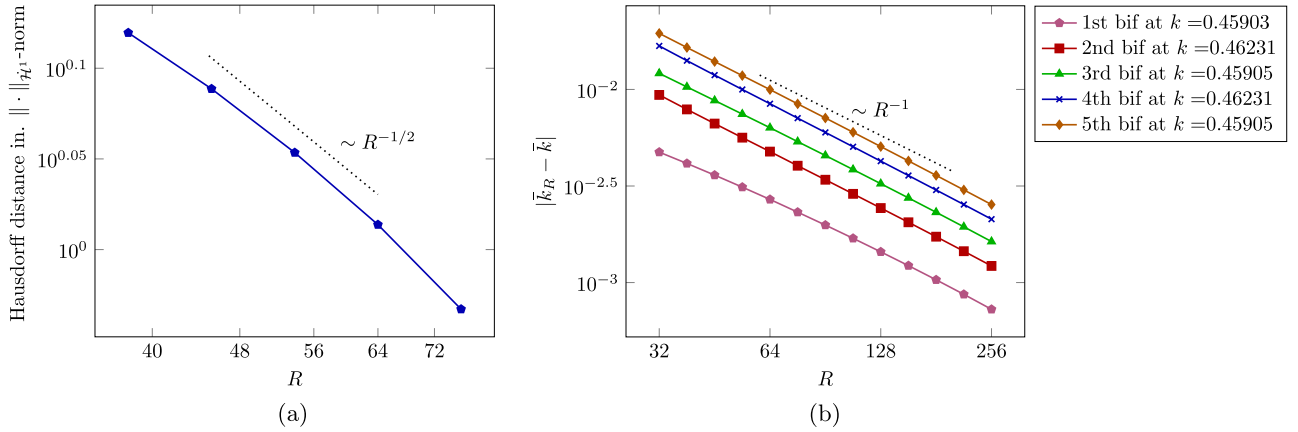 Hausdorff distance in. ‖ · ‖_{\dot{\mathcal{H}}^1}-norm
10^{0.1}
10^{0.05}
10^0
∼ R^{−1/2}
40 48 56 64 72
R
(a)
|\bar{k}_R − \bar{k}|
10^{−2}
10^{−2.5}
10^{−3}
∼ R^{−1}
32 64 128 256
R
(b)
1st bif at k =0.45903
2nd bif at k =0.46231
3rd bif at k =0.45905
4th bif at k =0.46231
5th bif at k =0.45905